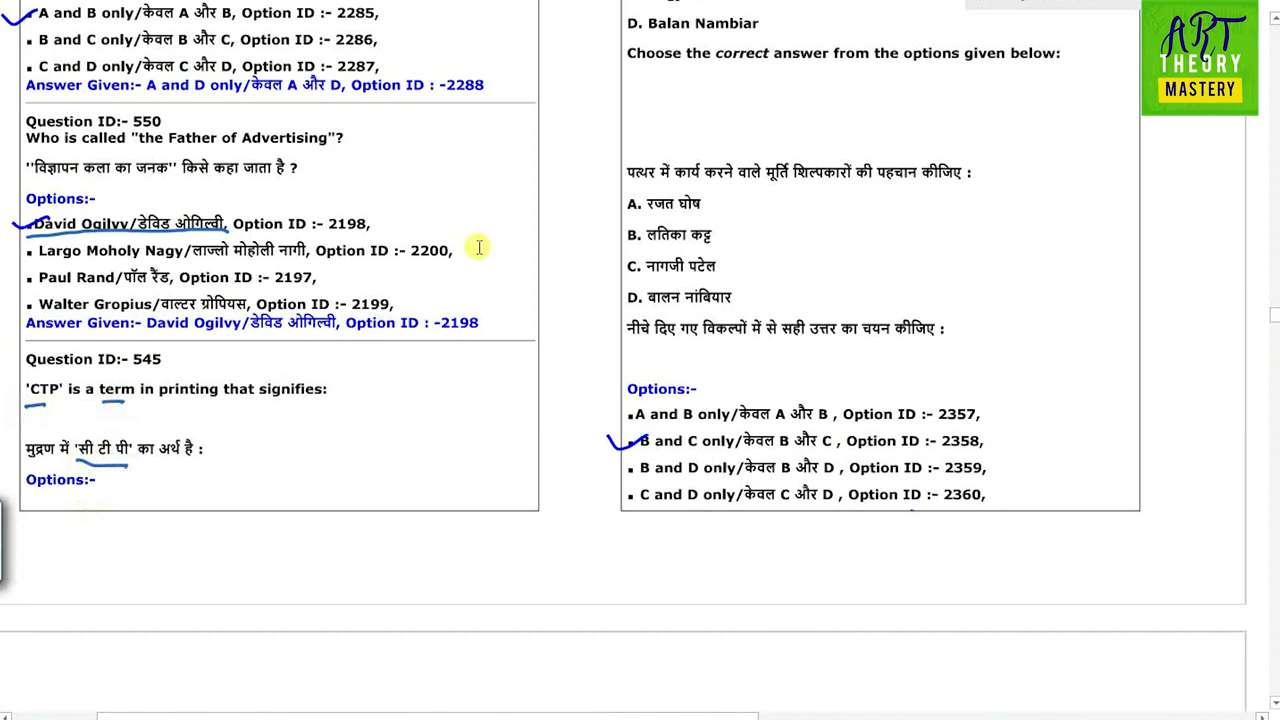 A and B only/केवल A और B, Option ID :- 2285,
▪ B and C only/केवल B और C, Option ID :- 2286,
▪ C and D only/केवल C और D, Option ID :- 2287,
Answer Given:- A and D only/केवल A और D, Option ID : -2288
Question ID:- 550
Who is called "the Father of Advertising"?
''विज्ञापन कला का जनक'' किसे कहा जाता है ?
Options:-
David Ogilvy/डेविड ओगिल्वी, Option ID :- 2198,
▪ Largo Moholy Nagy/लाज्लो मोहोली नागी, Option ID :- 2200,
▪ Paul Rand/पॉल रैंड, Option ID :- 2197,
▪ Walter Gropius/वाल्टर ग्रोपियस, Option ID :- 2199,
Answer Given:- David Ogilvy/डेविड ओगिल्वी, Option ID : -2198
Question ID:- 545
'CTP' is a term in printing that signifies:
मुद्रण में 'सी टी पी' का अर्थ है :
Options:-
D. Balan Nambiar
Choose the correct answer from the options given below:
पत्थर में कार्य करने वाले मूर्ति शिल्पकारों की पहचान कीजिए :
A. रजत घोष
B. लतिका कट्ट
C. नागजी पटेल
D. बालन नांबियार
नीचे दिए गए विकल्पों में से सही उत्तर का चयन कीजिए :
Options:-
▪A and B only/केवल A और B , Option ID :- 2357,
▪ B and C only/केवल B और C , Option ID :- 2358,
▪ B and D only/केवल B और D , Option ID :- 2359,
▪ C and D only/केवल C और D , Option ID :- 2360,
ART
THEORY
MASTERY